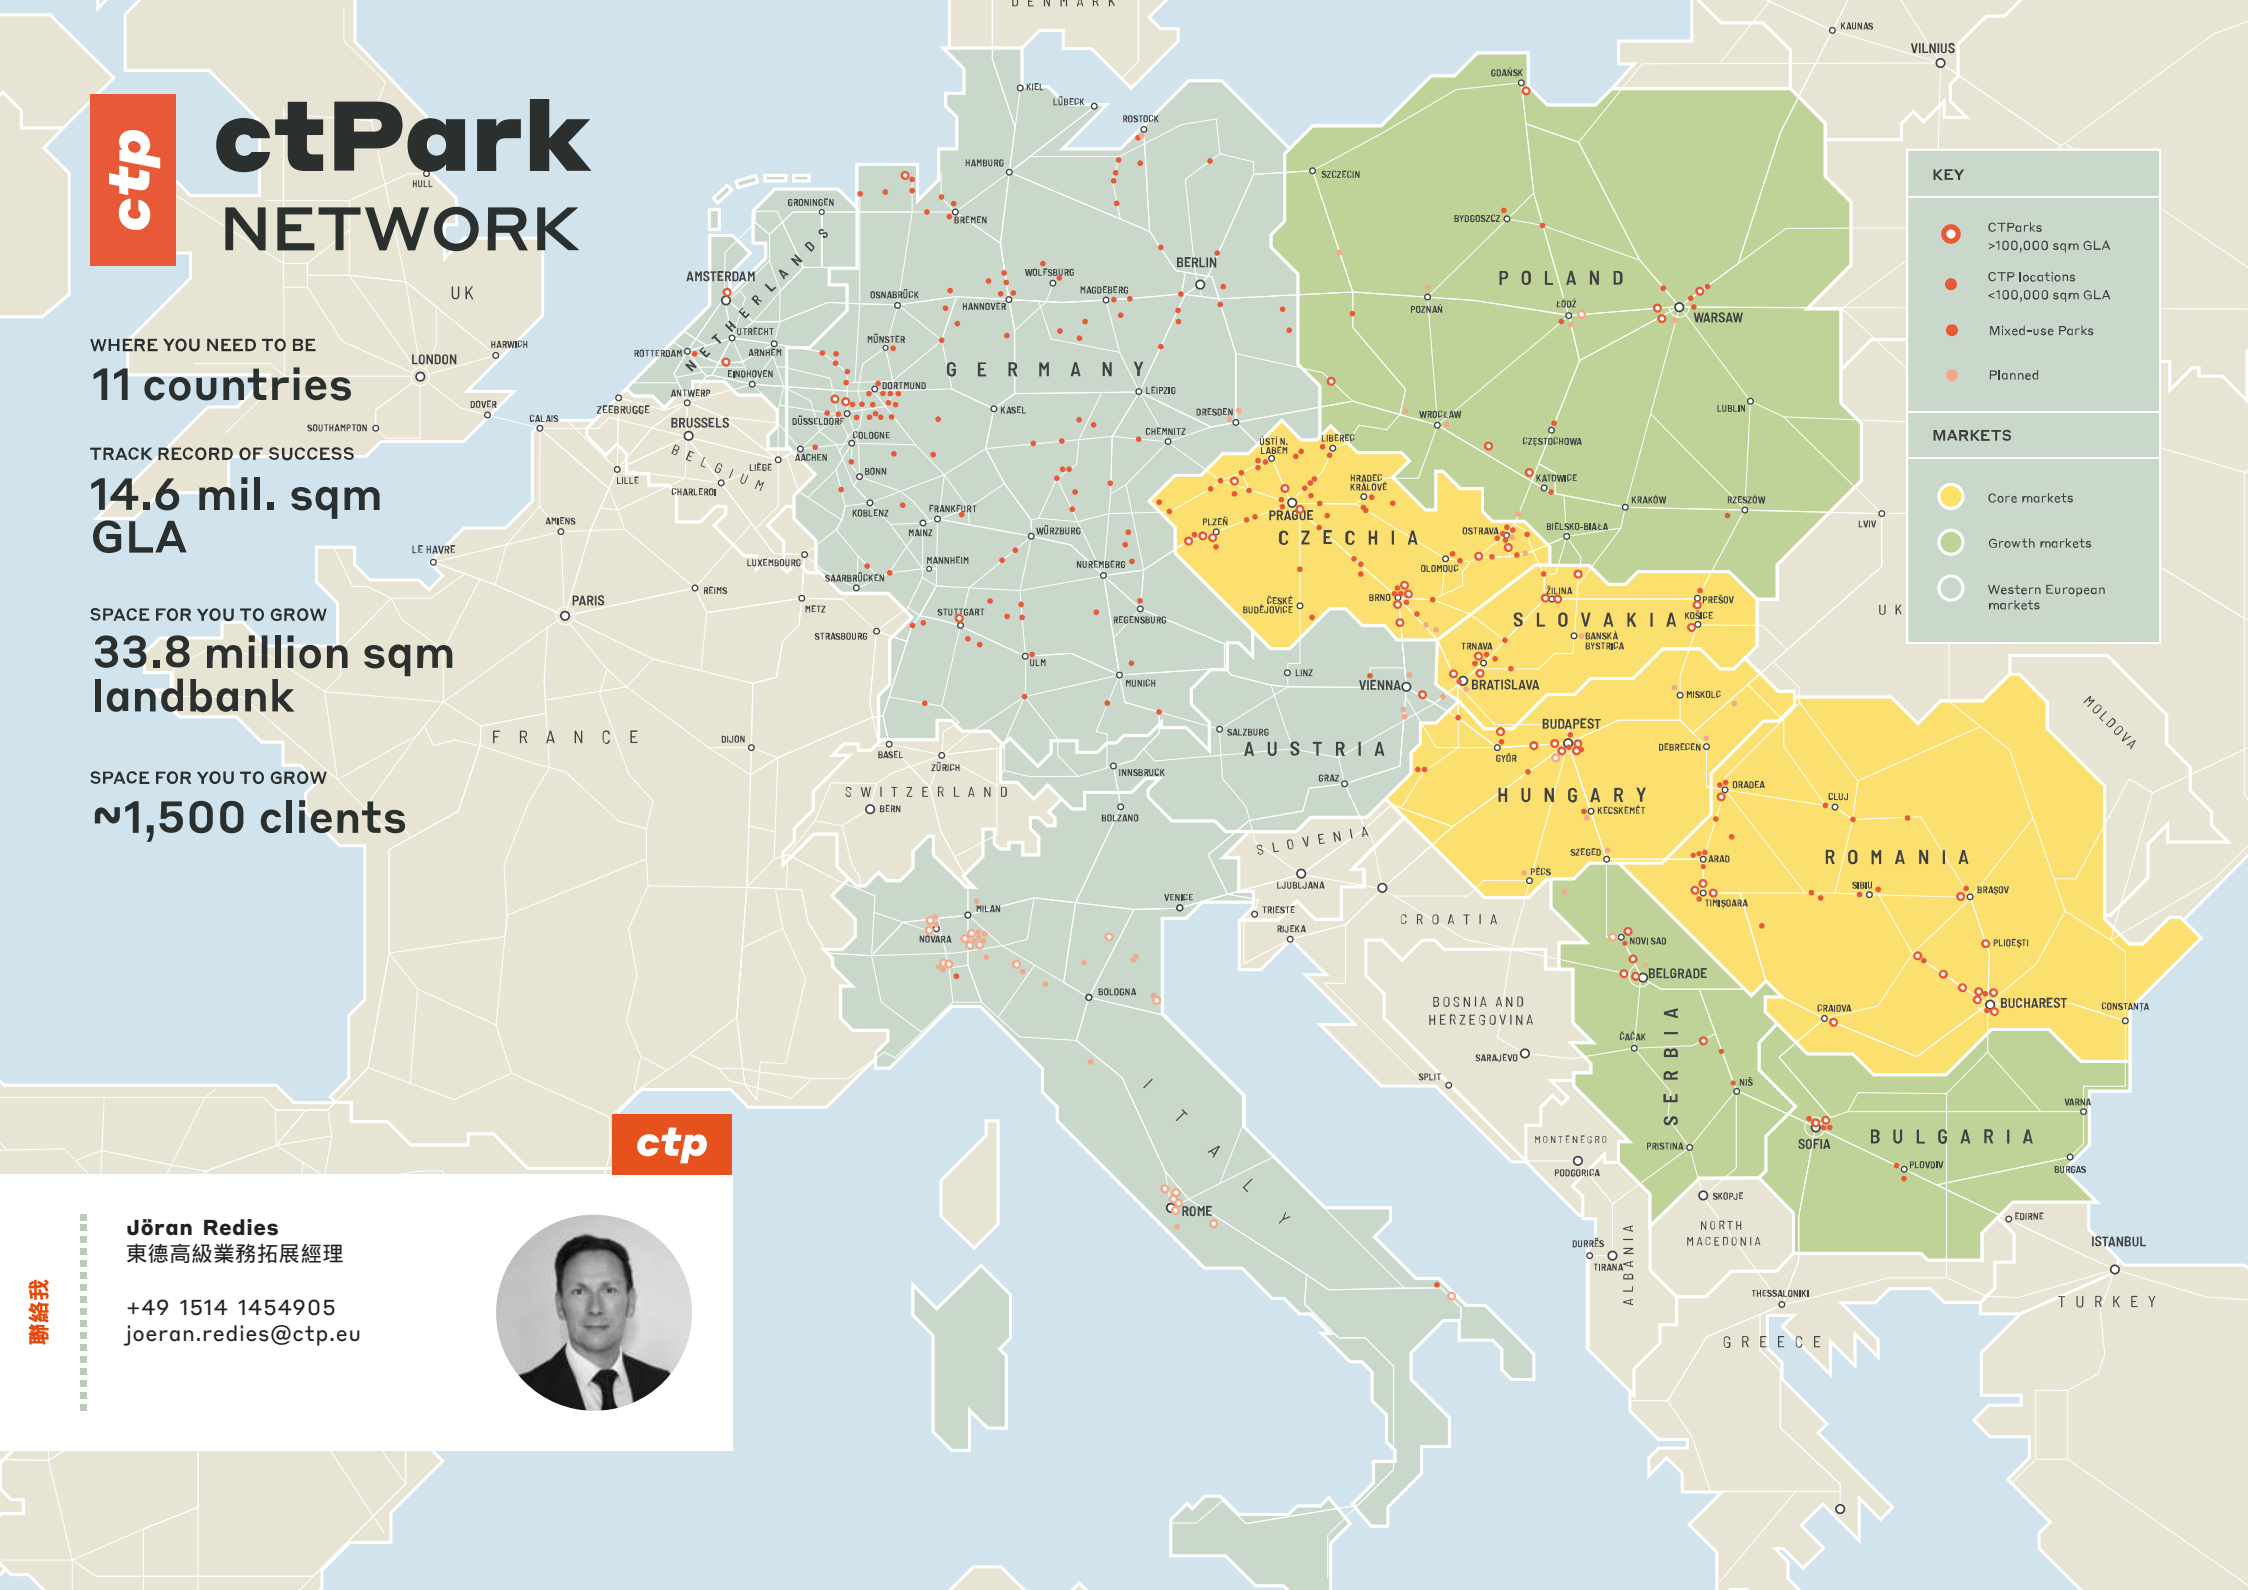 ctp
ctPark
NETWORK
WHERE YOU NEED TO BE
11 countries
TRACK RECORD OF SUCCESS
14.6 mil. sqm
GLA
SPACE FOR YOU TO GROW
33.8 million sqm
landbank
SPACE FOR YOU TO GROW
~1,500 clients
KEY
CTParks
>100,000 sqm GLA
CTP locations
<100,000 sqm GLA
Mixed-use Parks
Planned
MARKETS
Core markets
Growth markets
Western European
markets
DENMARK
KAUNAS
VILNIUS
GDAŃSK
KIEL
LÜBECK
ROSTOCK
HAMBURG
SZCZECIN
HULL
GRONINGEN
BREMEN
BYDGOSZCZ
NETHERLANDS
AMSTERDAM
BERLIN
WOLFSBURG
POLAND
UK
OSNABRÜCK
HANNOVER
MAGDEBERG
POZNAŃ
ŁÓDŹ
WARSAW
UTRECHT
MÜNSTER
HARWICH
LONDON
ROTTERDAM
ARNHEM
EINDHOVEN
GERMANY
DORTMUND
LEIPZIG
ANTWERP
ZEEBRUGGE
DOVER
CALAIS
SOUTHAMPTON
BRUSSELS
DÜSSELDORF
KASEL
DRESDEN
WROCŁAW
LUBLIN
COLOGNE
CHEMNITZ
ÚSTÍ N.
LABEM
LIBEREC
CZĘSTOCHOWA
BELGIUM
LIÈGE
AACHEN
BONN
LILLE
CHARLEROI
HRADEC
KRÁLOVÉ
KATOWICE
KRAKÓW
RZESZÓW
KOBLENZ
FRANKFURT
MAINZ
WÜRZBURG
PLZEŇ
PRAGUE
CZECHIA
OSTRAVA
BIELSKO-BIAŁA
LVIV
AMIENS
LE HAVRE
LUXEMBOURG
MANNHEIM
NUREMBERG
OLOMOUC
SAARBRÜCKEN
REIMS
PARIS
METZ
STUTTGART
REGENSBURG
ČESKÉ
BUDĚJOVICE
BRNO
ŽILINA
PREŠOV
KOŠICE
SLOVAKIA
UK
STRASBOURG
BANSKÁ
BYSTRICA
TRNAVA
ULM
MUNICH
LINZ
VIENNA
BRATISLAVA
MISKOLC
MOLDOVA
FRANCE
DIJON
BASEL
ZÜRICH
SALZBURG
AUSTRIA
BUDAPEST
GYŐR
DEBRECEN
INNSBRUCK
GRAZ
SWITZERLAND
BERN
HUNGARY
ORADEA
CLUJ
BOLZANO
KECSKEMÉT
SLOVENIA
SZEGED
ARAD
ROMANIA
LJUBLJANA
PÉCS
SIBIU
BRAȘOV
TIMIȘOARA
MILAN
VENICE
TRIESTE
CROATIA
NOVARA
RIJEKA
NOVI SAD
PLIOEȘTI
BELGRADE
BOLOGNA
BOSNIA AND
HERZEGOVINA
CRAIOVA
BUCHAREST
CONSTANȚA
ČAČAK
SERBIA
SARAJEVO
SPLIT
NIŠ
VARNA
ITALY
MONTENEGRO
PODGORICA
PRISTINA
SOFIA
BULGARIA
PLOVDIV
BURGAS
ROME
SKOPJE
NORTH
MACEDONIA
EDIRNE
ISTANBUL
DURRËS
TIRANA
ALBANIA
THESSALONIKI
TURKEY
GREECE
ctp
聯絡我
Jöran Redies
東德高級業務拓展經理
+49 1514 1454905
joeran.redies@ctp.eu